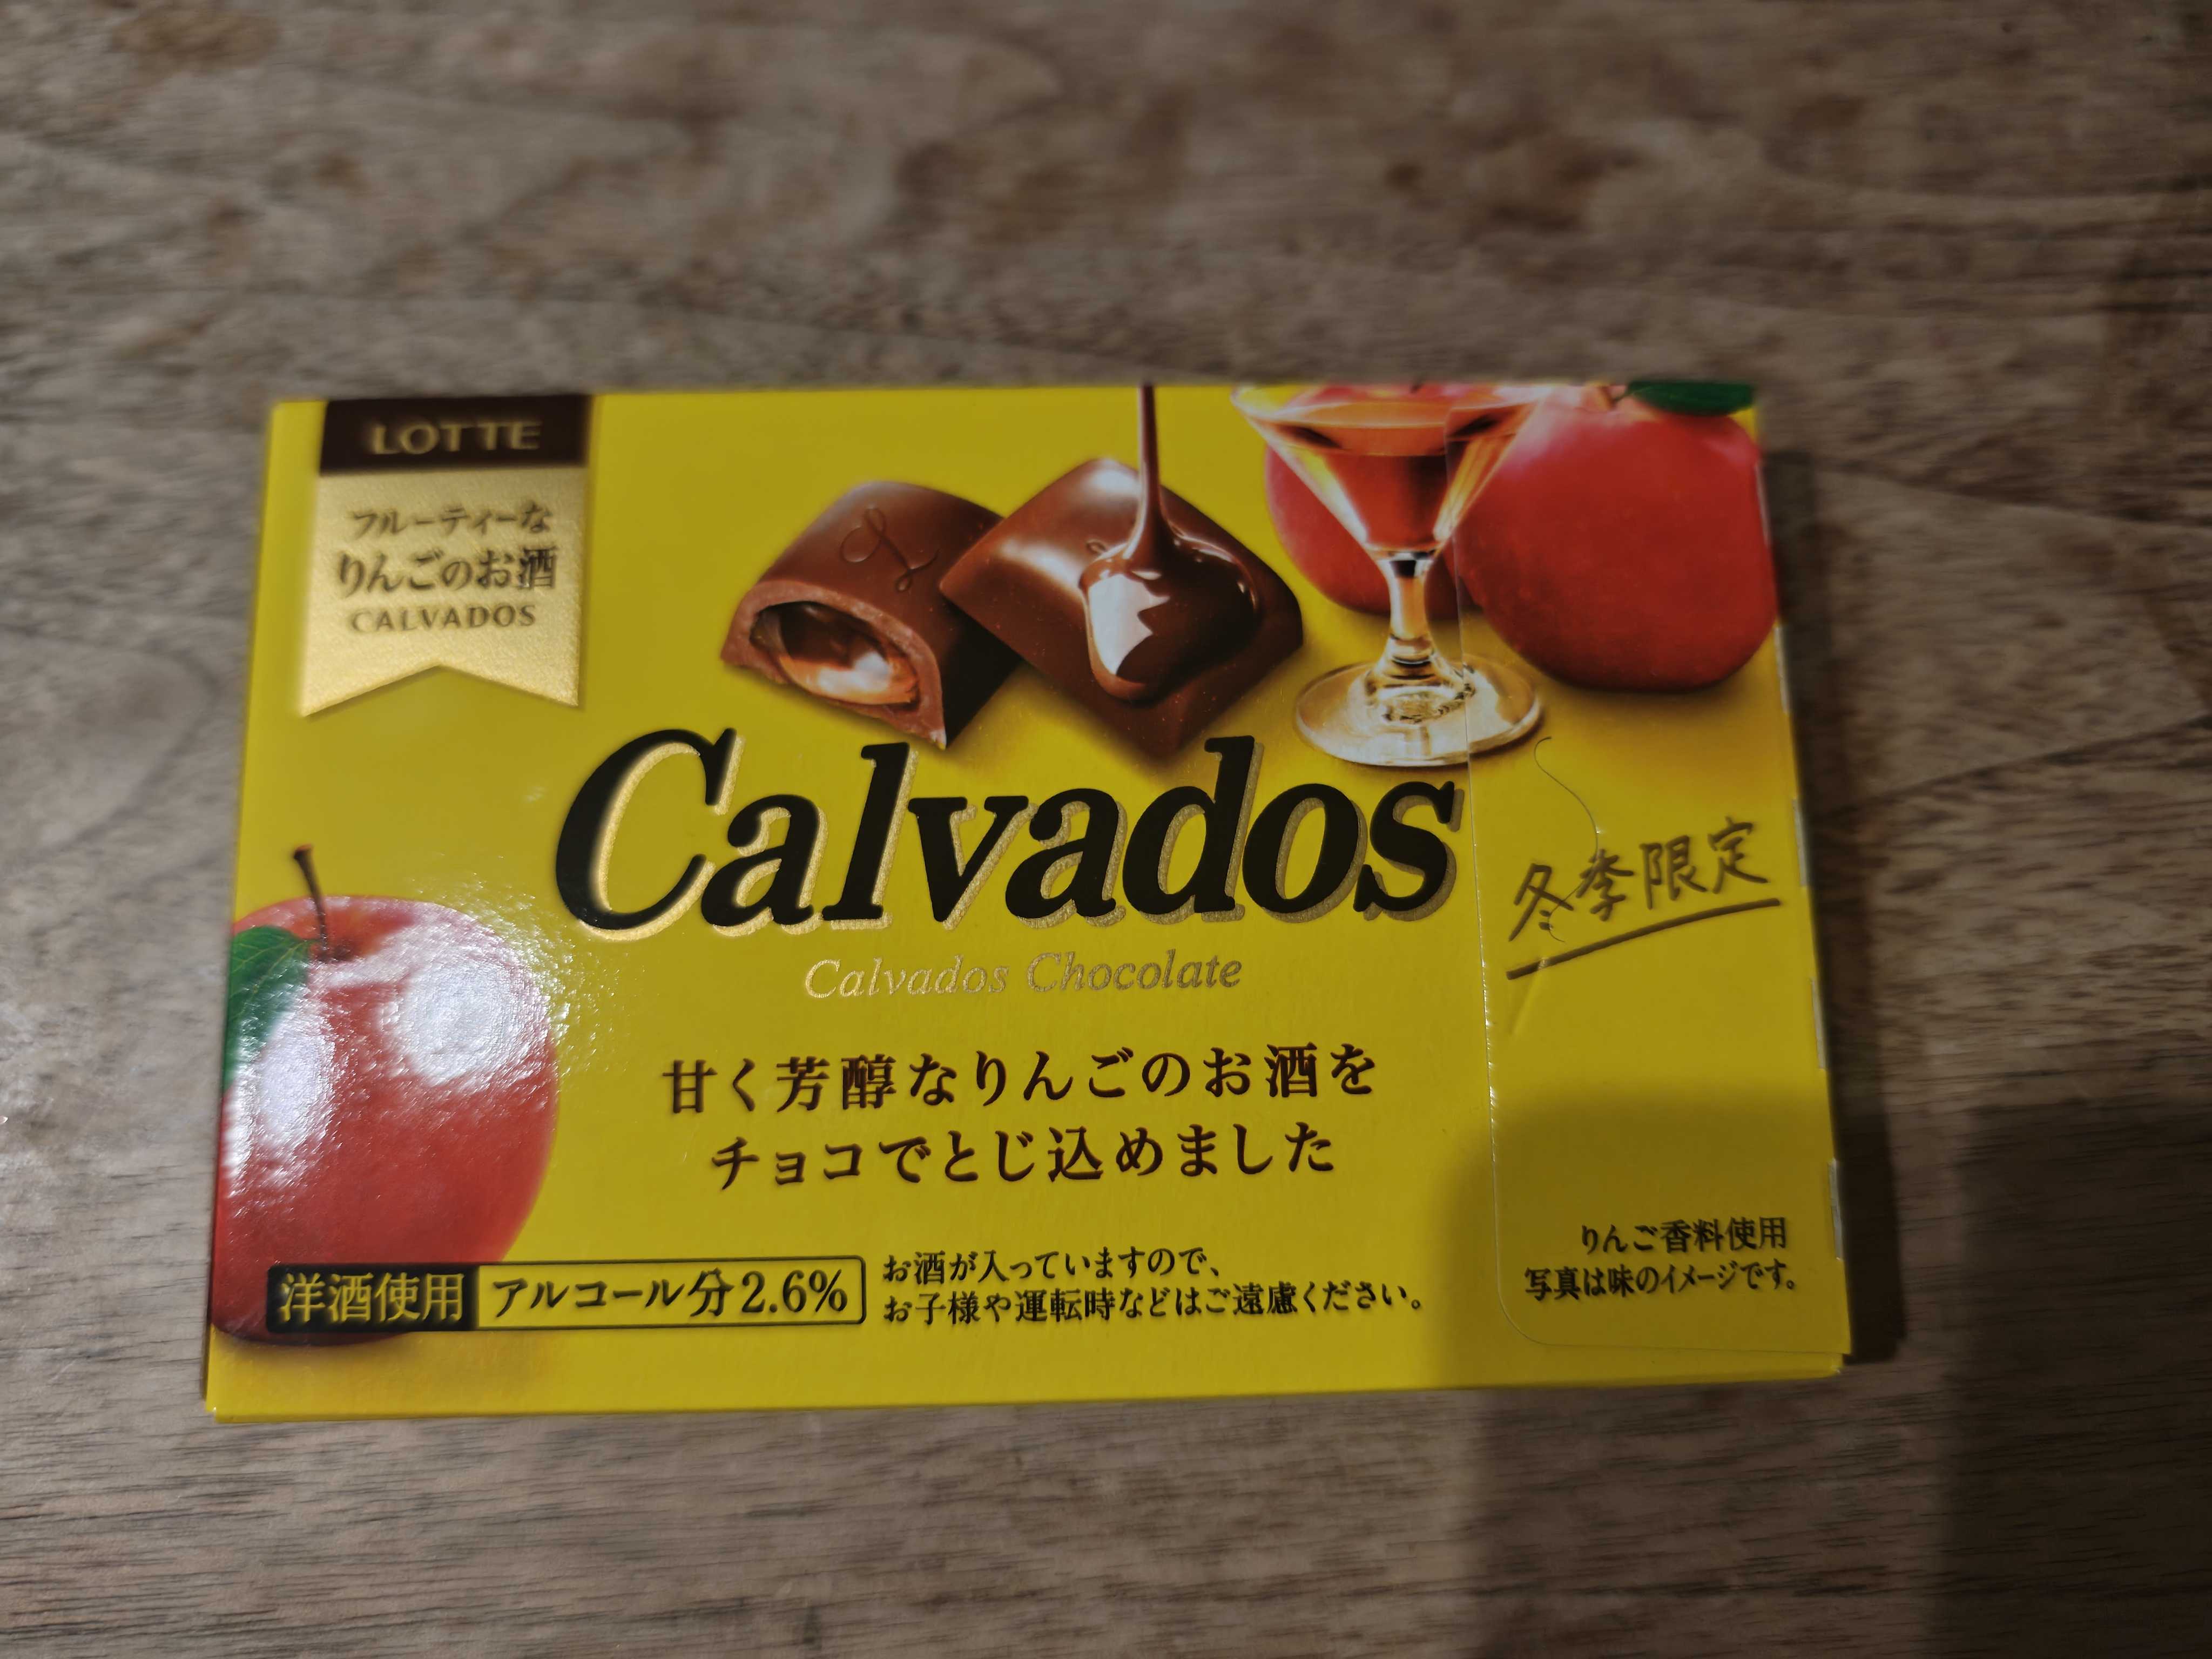 LOTTE
フルーティーな
りんごのお酒
CALVADOS
Calvados
Calvados Chocolate
冬季限定
甘く芳醇なりんごのお酒を
チョコでとじ込めました
洋酒使用 アルコール分2.6%
お酒が入っていますので、
お子様や運転時などはご遠慮ください。
りんご香料使用
写真は味のイメージです。